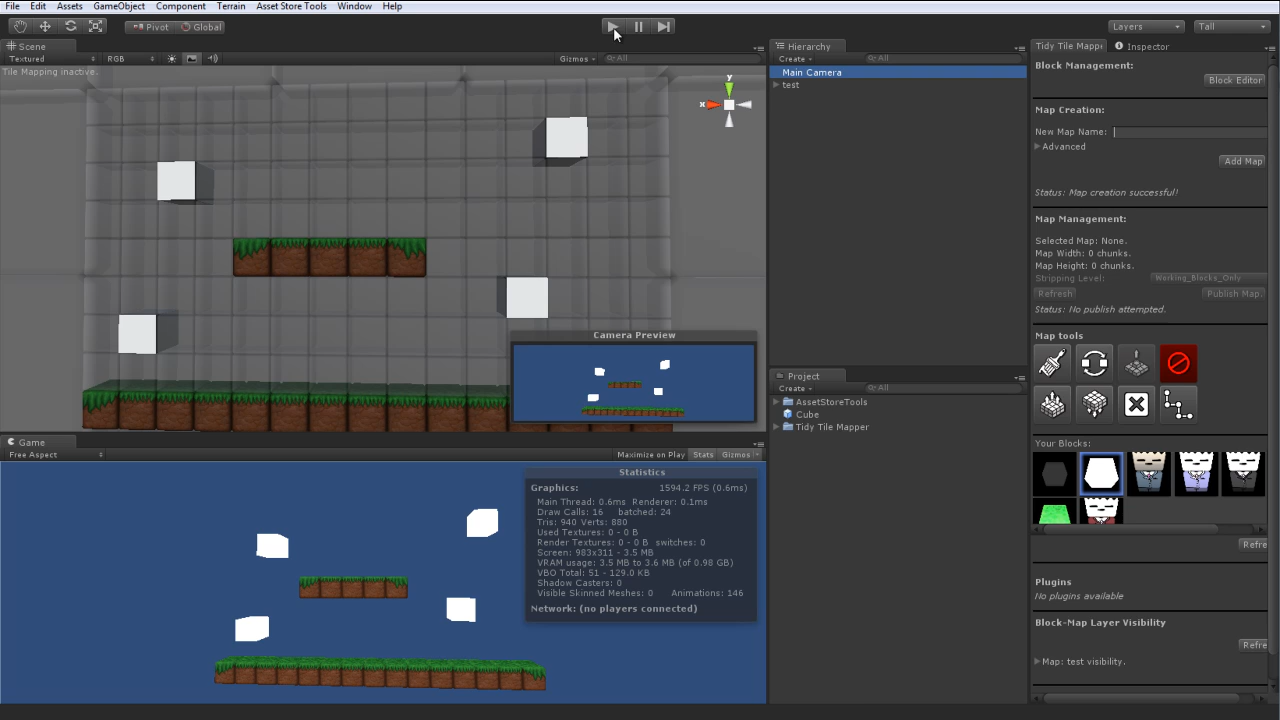 File Edit Assets GameObject Component Terrain Asset Store Tools Window Help
Pivot Global Layers Tall
Scene
Textured RGB Gizmos All
Tile Mapping inactive.
y
x
Camera Preview
Game
Free Aspect Maximize on Play Stats Gizmos
Statistics
Graphics: 1594.2 FPS (0.6ms)
Main Thread: 0.6ms Renderer: 0.1ms
Draw Calls: 16 batched: 24
Tris: 940 Verts: 880
Used Textures: 0 - 0 B
Render Textures: 0 - 0 B switches: 0
Screen: 983x311 - 3.5 MB
VRAM usage: 3.5 MB to 3.6 MB (of 0.98 GB)
VBO Total: 51 - 129.0 KB
Shadow Casters: 0
Visible Skinned Meshes: 0 Animations: 146
Network: (no players connected)
Hierarchy
Create All
Main Camera
test
Project
Create All
AssetStoreTools
Cube
Tidy Tile Mapper
Tidy Tile Mappe Inspector
Block Management:
Block Editor
Map Creation:
New Map Name:
Advanced
Add Map
Status: Map creation successful!
Map Management:
Selected Map: None.
Map Width: 0 chunks.
Map Height: 0 chunks.
Stripping Level: Working_Blocks_Only
Refresh Publish Map.
Status: No publish attempted.
Map tools
Your Blocks:
Refre
Plugins
No plugins available
Block-Map Layer Visibility
Refre
Map: test visibility.